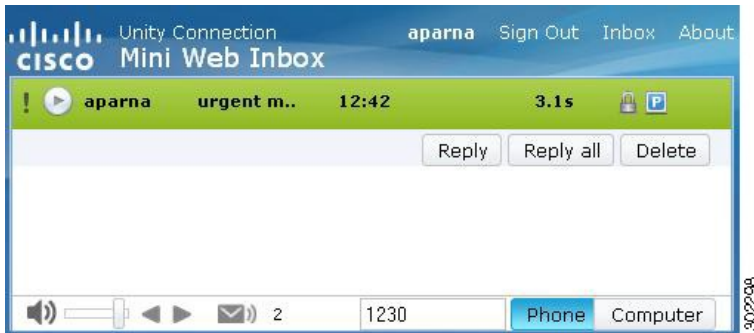 Unity Connection aparna Sign Out Inbox About
CISCO Mini Web Inbox
! aparna urgent m.. 12:42 3.1s P
Reply Reply all Delete
2 1230 Phone Computer